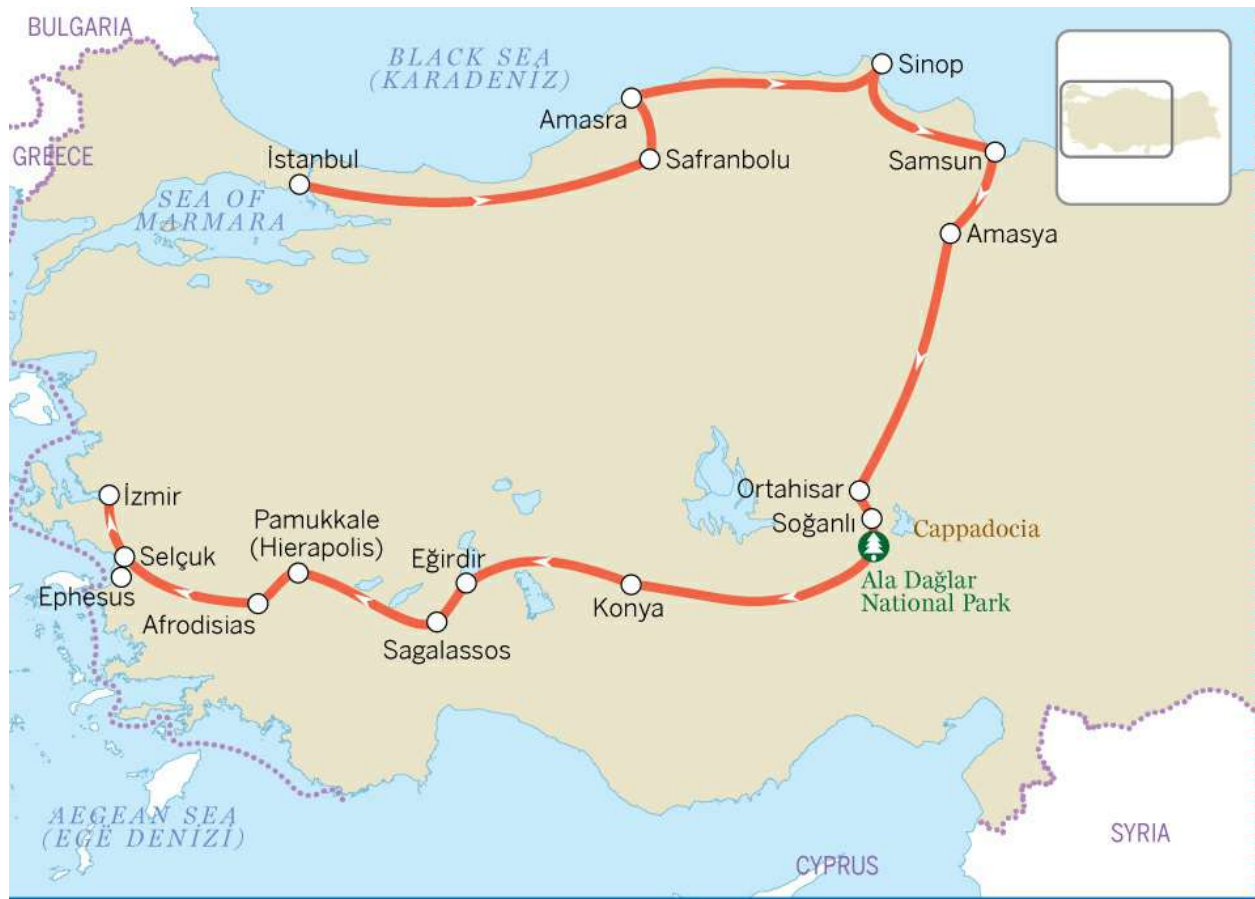 BULGARIA
BLACK SEA
(KARADENİZ)
Sinop
Amasra
GREECE
İstanbul
Safranbolu
Samsun
SEA OF
MARMARA
Amasya
Ortahisar
İzmir
Pamukkale
(Hierapolis)
Soğanlı
Cappadocia
Selçuk
Eğirdir
Ephesus
Ala Dağlar
National Park
Konya
Afrodisias
Sagalassos
AEGEAN SEA
(EGE DENİZİ)
SYRIA
CYPRUS